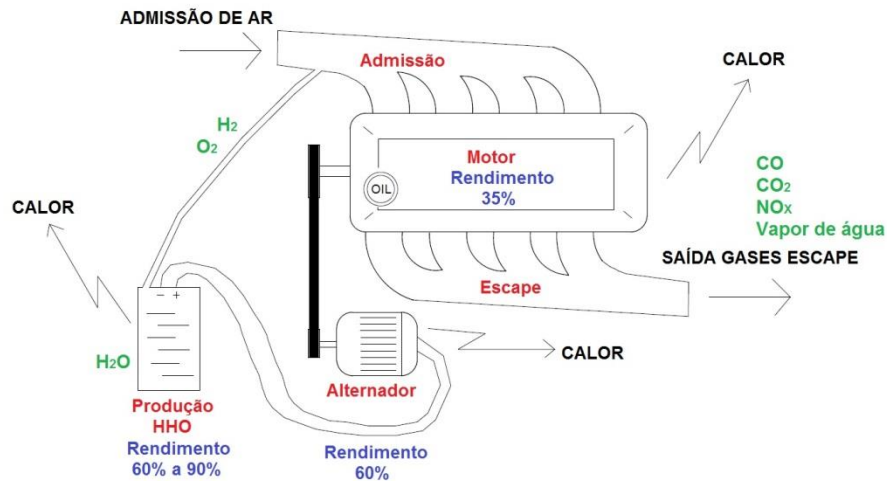 ADMISSÃO DE AR
Admissão
CALOR
H2
O2
Motor
Rendimento
35%
OIL
CO
CO2
NOx
Vapor de água
CALOR
SAÍDA GASES ESCAPE
Escape
- +
H2O
CALOR
Alternador
Produção
HHO
Rendimento
60% a 90%
Rendimento
60%